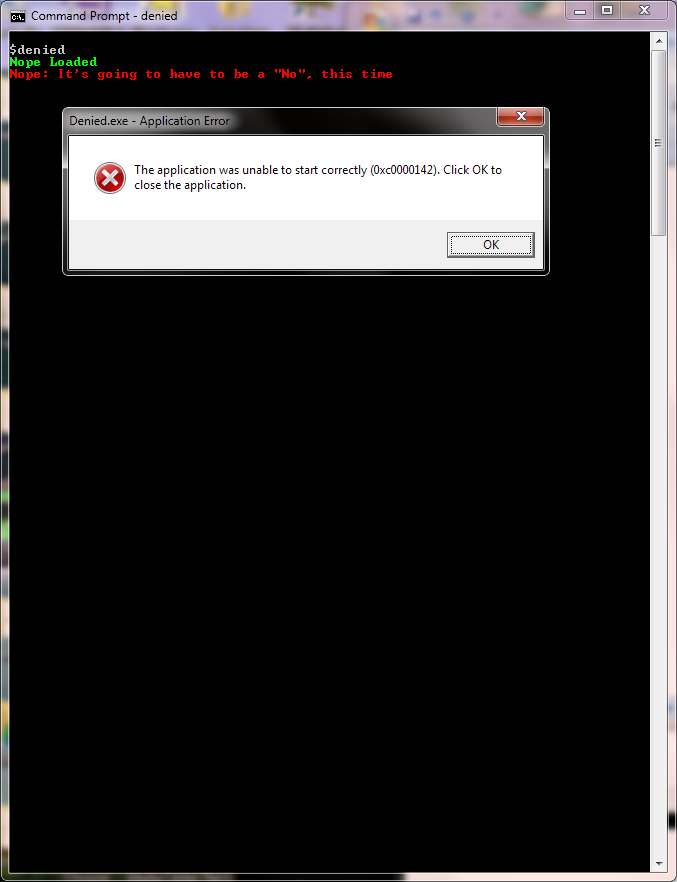 Command Prompt - denied
$denied
Nope Loaded
Nope: It's going to have to be a "No", this time
Denied.exe - Application Error
The application was unable to start correctly (0xc0000142). Click OK to
close the application.
OK